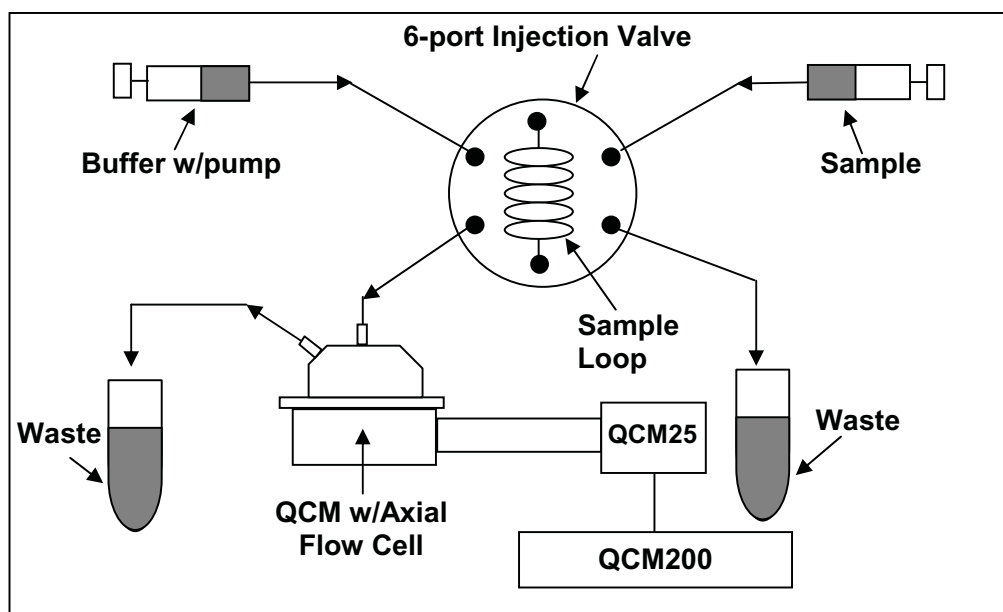 6-port Injection Valve
Buffer w/pump
Sample
Sample
Loop
Waste
QCM25
Waste
QCM w/Axial
Flow Cell
QCM200